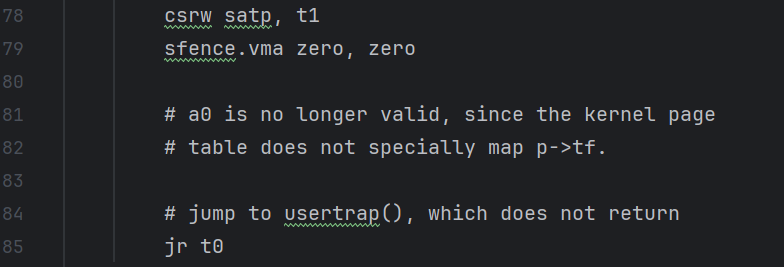 78 csrw satp, t1
79 sfence.vma zero, zero
80
81 # a0 is no longer valid, since the kernel page
82 # table does not specially map p->tf.
83
84 # jump to usertrap(), which does not return
85 jr t0